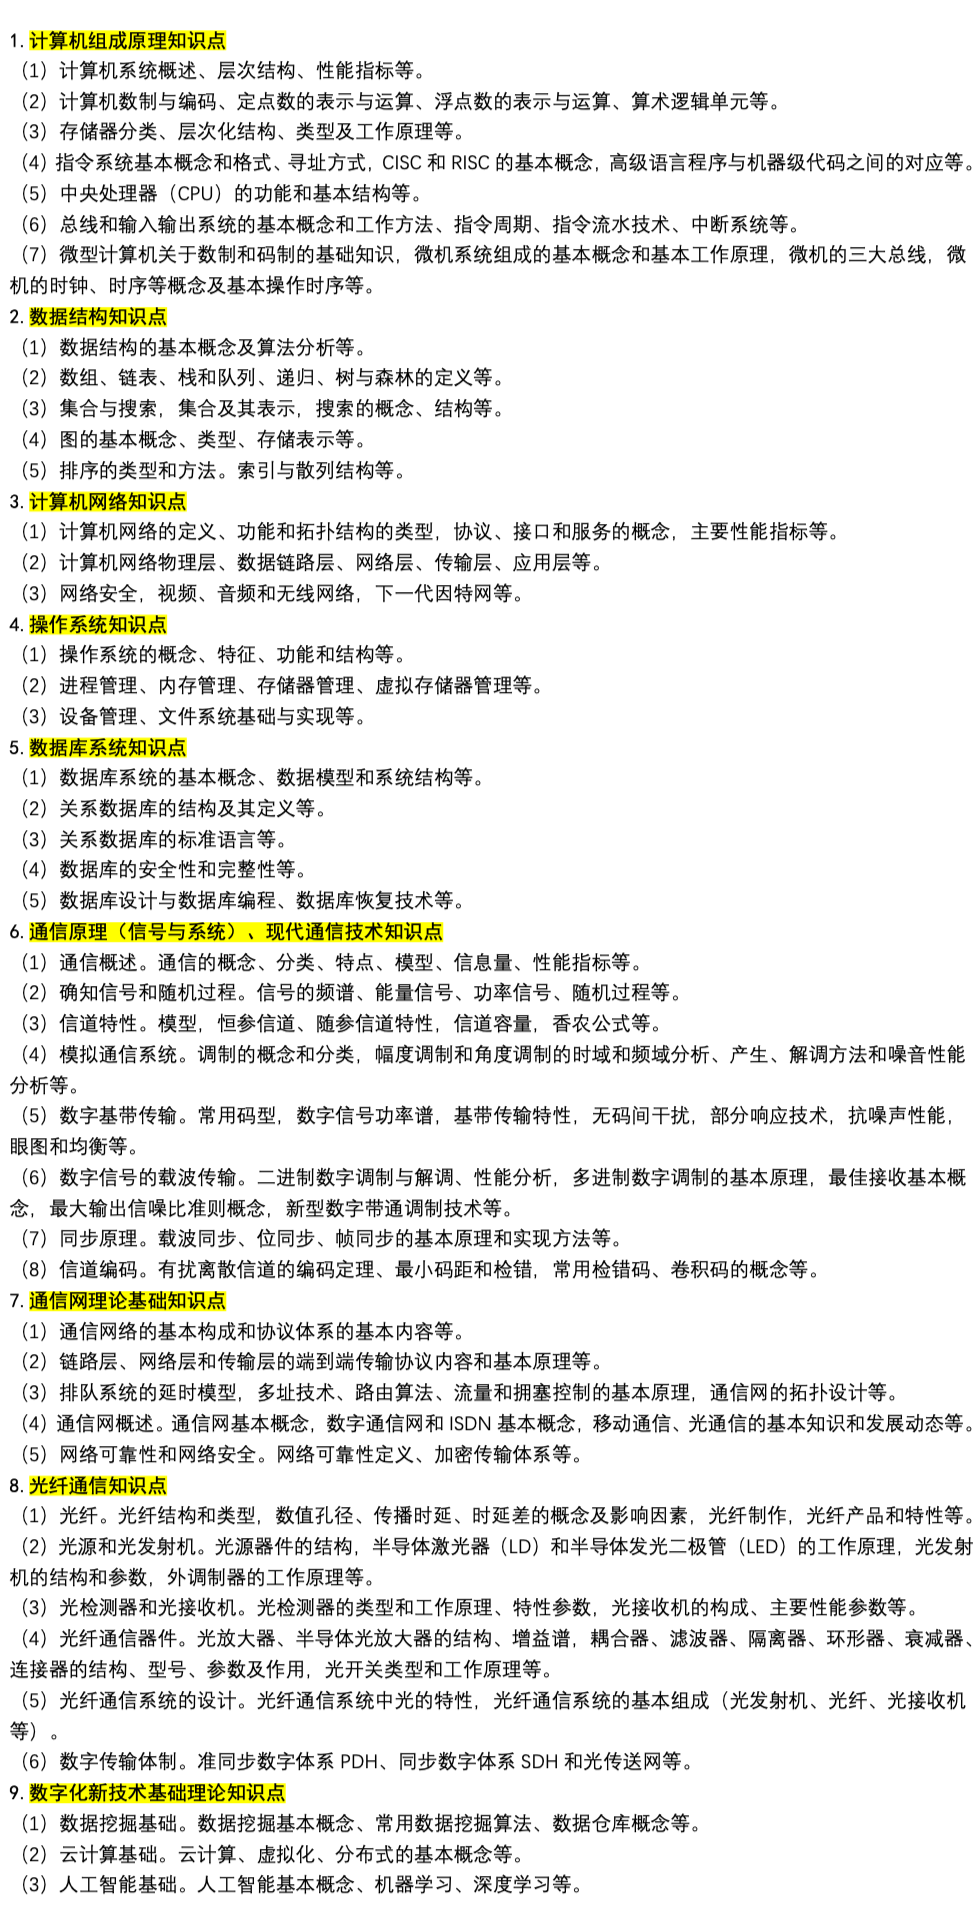 1. 计算机组成原理知识点
（1）计算机系统概述、层次结构、性能指标等。
（2）计算机数制与编码、定点数的表示与运算、浮点数的表示与运算、算术逻辑单元等。
（3）存储器分类、层次化结构、类型及工作原理等。
（4）指令系统基本概念和格式、寻址方式，CISC 和 RISC 的基本概念，高级语言程序与机器级代码之间的对应等。
（5）中央处理器（CPU）的功能和基本结构等。
（6）总线和输入输出系统的基本概念和工作方法、指令周期、指令流水技术、中断系统等。
（7）微型计算机关于数制和码制的基础知识，微机系统组成的基本概念和基本工作原理，微机的三大总线，微
机的时钟、时序等概念及基本操作时序等。
2. 数据结构知识点
（1）数据结构的基本概念及算法分析等。
（2）数组、链表、栈和队列、递归、树与森林的定义等。
（3）集合与搜索，集合及其表示，搜索的概念、结构等。
（4）图的基本概念、类型、存储表示等。
（5）排序的类型和方法。索引与散列结构等。
3. 计算机网络知识点
（1）计算机网络的定义、功能和拓扑结构的类型，协议、接口和服务的概念，主要性能指标等。
（2）计算机网络物理层、数据链路层、网络层、传输层、应用层等。
（3）网络安全，视频、音频和无线网络，下一代因特网等。
4. 操作系统知识点
（1）操作系统的概念、特征、功能和结构等。
（2）进程管理、内存管理、存储器管理、虚拟存储器管理等。
（3）设备管理、文件系统基础与实现等。
5. 数据库系统知识点
（1）数据库系统的基本概念、数据模型和系统结构等。
（2）关系数据库的结构及其定义等。
（3）关系数据库的标准语言等。
（4）数据库的安全性和完整性等。
（5）数据库设计与数据库编程、数据库恢复技术等。
6. 通信原理（信号与系统）、现代通信技术知识点
（1）通信概述。通信的概念、分类、特点、模型、信息量、性能指标等。
（2）确知信号和随机过程。信号的频谱、能量信号、功率信号、随机过程等。
（3）信道特性。模型，恒参信道、随参信道特性，信道容量，香农公式等。
（4）模拟通信系统。调制的概念和分类，幅度调制和角度调制的时域和频域分析、产生、解调方法和噪音性能
分析等。
（5）数字基带传输。常用码型，数字信号功率谱，基带传输特性，无码间干扰，部分响应技术，抗噪声性能，
眼图和均衡等。
（6）数字信号的载波传输。二进制数字调制与解调、性能分析，多进制数字调制的基本原理，最佳接收基本概
念，最大输出信噪比准则概念，新型数字带通调制技术等。
（7）同步原理。载波同步、位同步、帧同步的基本原理和实现方法等。
（8）信道编码。有扰离散信道的编码定理、最小码距和检错，常用检错码、卷积码的概念等。
7. 通信网理论基础知识点
（1）通信网络的基本构成和协议体系的基本内容等。
（2）链路层、网络层和传输层的端到端传输协议内容和基本原理等。
（3）排队系统的延时模型，多址技术、路由算法、流量和拥塞控制的基本原理，通信网的拓扑设计等。
（4）通信网概述。通信网基本概念，数字通信网和 ISDN 基本概念，移动通信、光通信的基本知识和发展动态等。
（5）网络可靠性和网络安全。网络可靠性定义、加密传输体系等。
8. 光纤通信知识点
（1）光纤。光纤结构和类型，数值孔径、传播时延、时延差的概念及影响因素，光纤制作，光纤产品和特性等。
（2）光源和光发射机。光源器件的结构，半导体激光器（LD）和半导体发光二极管（LED）的工作原理，光发射
机的结构和参数，外调制器的工作原理等。
（3）光检测器和光接收机。光检测器的类型和工作原理、特性参数，光接收机的构成、主要性能参数等。
（4）光纤通信器件。光放大器、半导体光放大器的结构、增益谱，耦合器、滤波器、隔离器、环形器、衰减器、
连接器的结构、型号、参数及作用，光开关类型和工作原理等。
（5）光纤通信系统的设计。光纤通信系统中光的特性，光纤通信系统的基本组成（光发射机、光纤、光接收机
等）。
（6）数字传输体制。准同步数字体系 PDH、同步数字体系 SDH 和光传送网等。
9. 数字化新技术基础理论知识点
（1）数据挖掘基础。数据挖掘基本概念、常用数据挖掘算法、数据仓库概念等。
（2）云计算基础。云计算、虚拟化、分布式的基本概念等。
（3）人工智能基础。人工智能基本概念、机器学习、深度学习等。